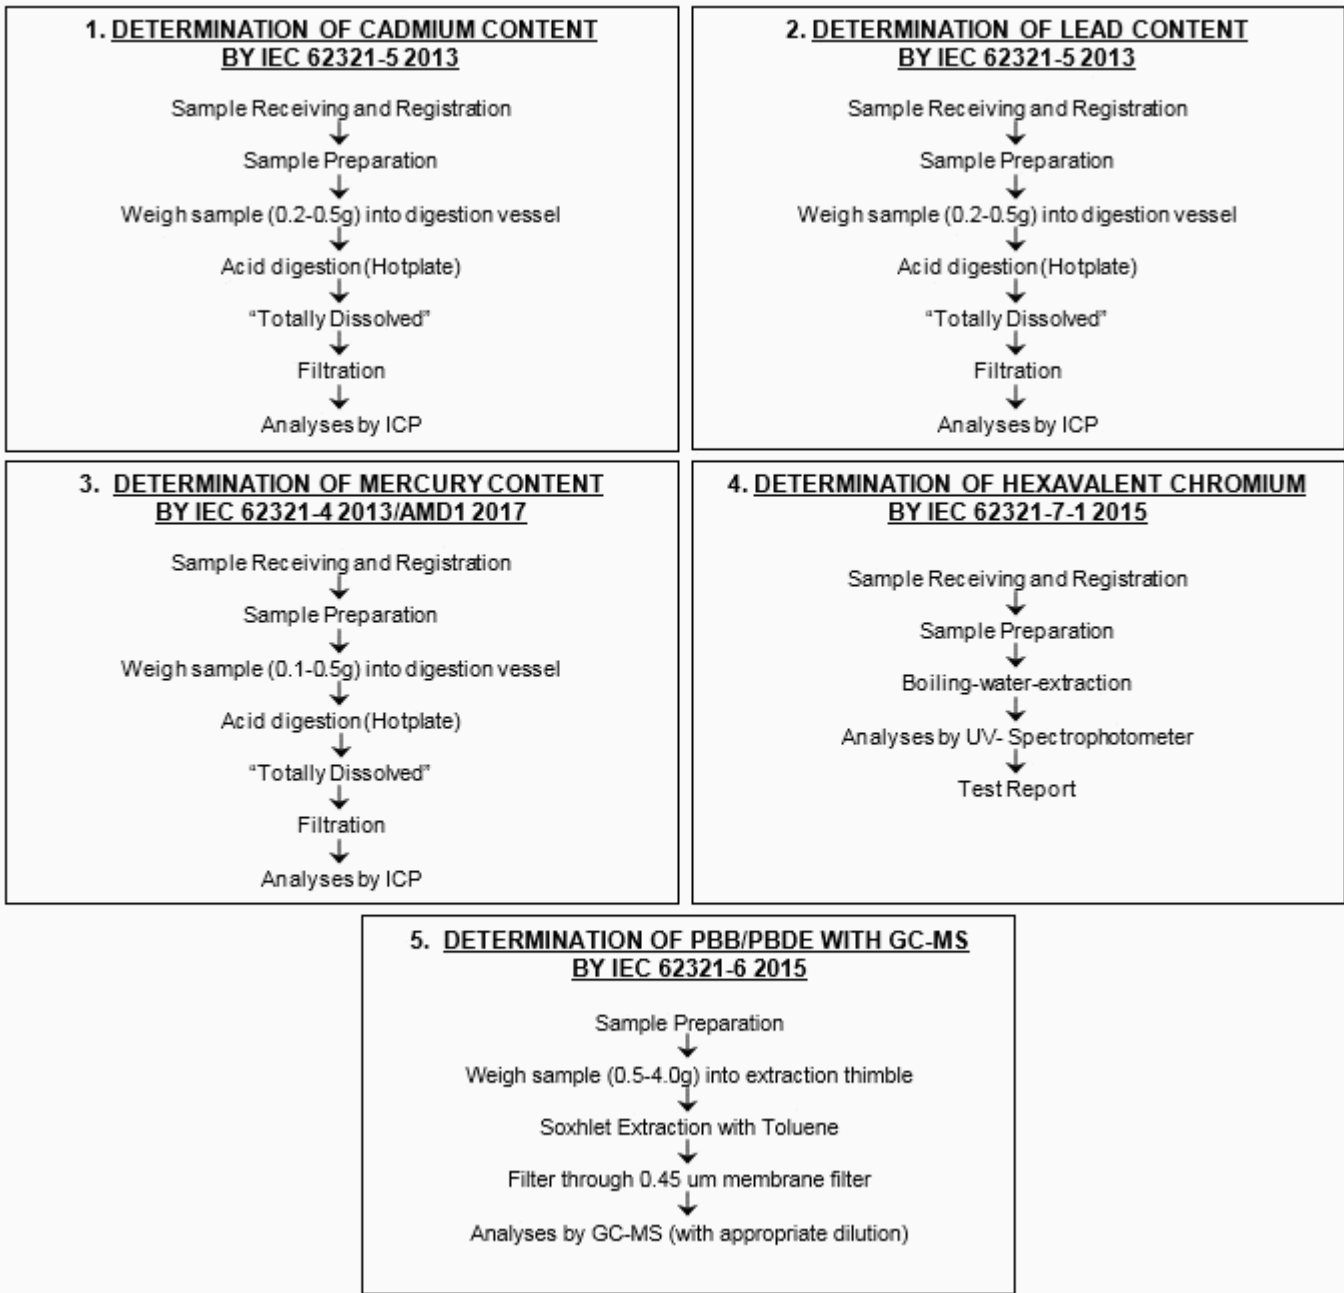 1. DETERMINATION OF CADMIUM CONTENT
BY IEC 62321-5 2013
Sample Receiving and Registration
Sample Preparation
Weigh sample (0.2-0.5g) into digestion vessel
Acid digestion (Hotplate)
“Totally Dissolved”
Filtration
Analyses by ICP
2. DETERMINATION OF LEAD CONTENT
BY IEC 62321-5 2013
Sample Receiving and Registration
Sample Preparation
Weigh sample (0.2-0.5g) into digestion vessel
Acid digestion (Hotplate)
“Totally Dissolved”
Filtration
Analyses by ICP
3. DETERMINATION OF MERCURY CONTENT
BY IEC 62321-4 2013/AMD1 2017
Sample Receiving and Registration
Sample Preparation
Weigh sample (0.1-0.5g) into digestion vessel
Acid digestion (Hotplate)
“Totally Dissolved”
Filtration
Analyses by ICP
4. DETERMINATION OF HEXAVALENT CHROMIUM
BY IEC 62321-7-1 2015
Sample Receiving and Registration
Sample Preparation
Boiling-water-extraction
Analyses by UV- Spectrophotometer
Test Report
5. DETERMINATION OF PBB/PBDE WITH GC-MS
BY IEC 62321-6 2015
Sample Preparation
Weigh sample (0.5-4.0g) into extraction thimble
Soxhlet Extraction with Toluene
Filter through 0.45 um membrane filter
Analyses by GC-MS (with appropriate dilution)